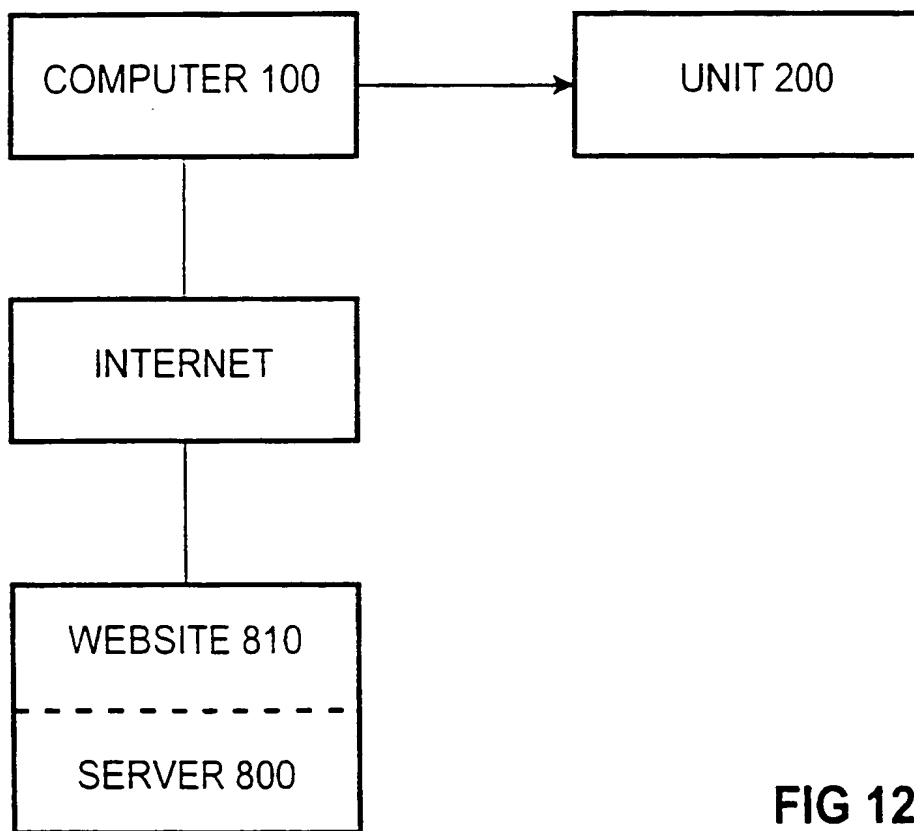 COMPUTER 100
UNIT 200
INTERNET
WEBSITE 810
SERVER 800
FIG 12